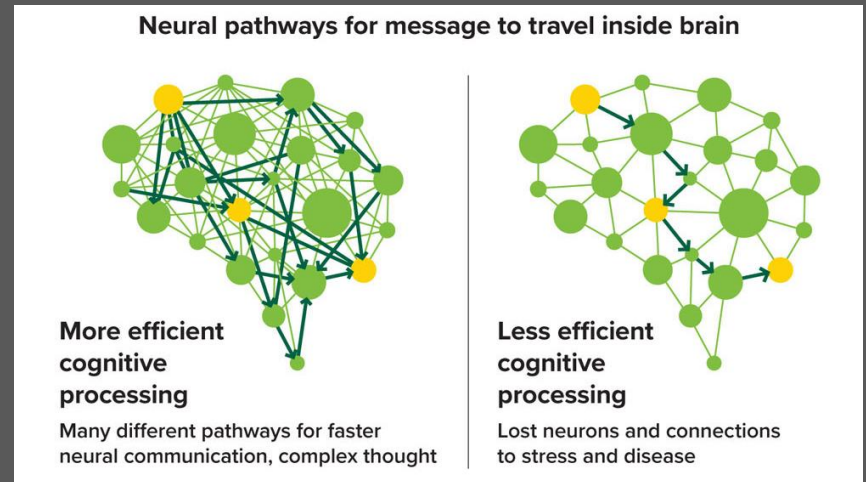 Neural pathways for message to travel inside brain
More efficient
cognitive
processing
Many different pathways for faster
neural communication, complex thought
Less efficient
cognitive
processing
Lost neurons and connections
to stress and disease